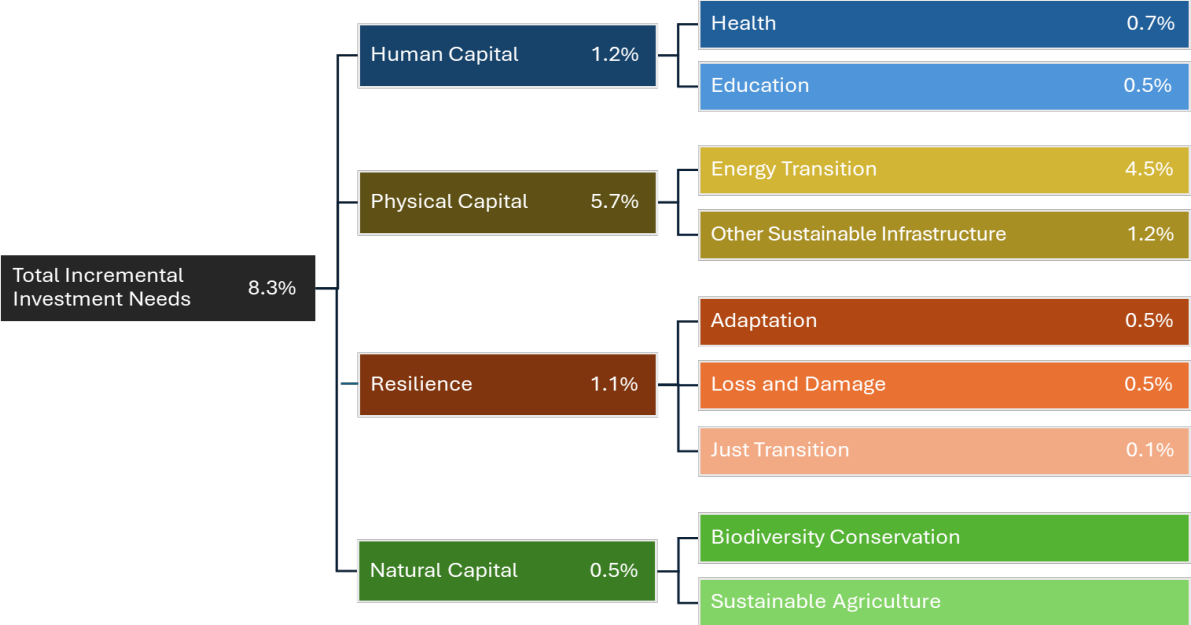 Total Incremental
Investment Needs 8.3%
Human Capital 1.2%
Health 0.7%
Education 0.5%
Physical Capital 5.7%
Energy Transition 4.5%
Other Sustainable Infrastructure 1.2%
Resilience 1.1%
Adaptation 0.5%
Loss and Damage 0.5%
Just Transition 0.1%
Natural Capital 0.5%
Biodiversity Conservation
Sustainable Agriculture